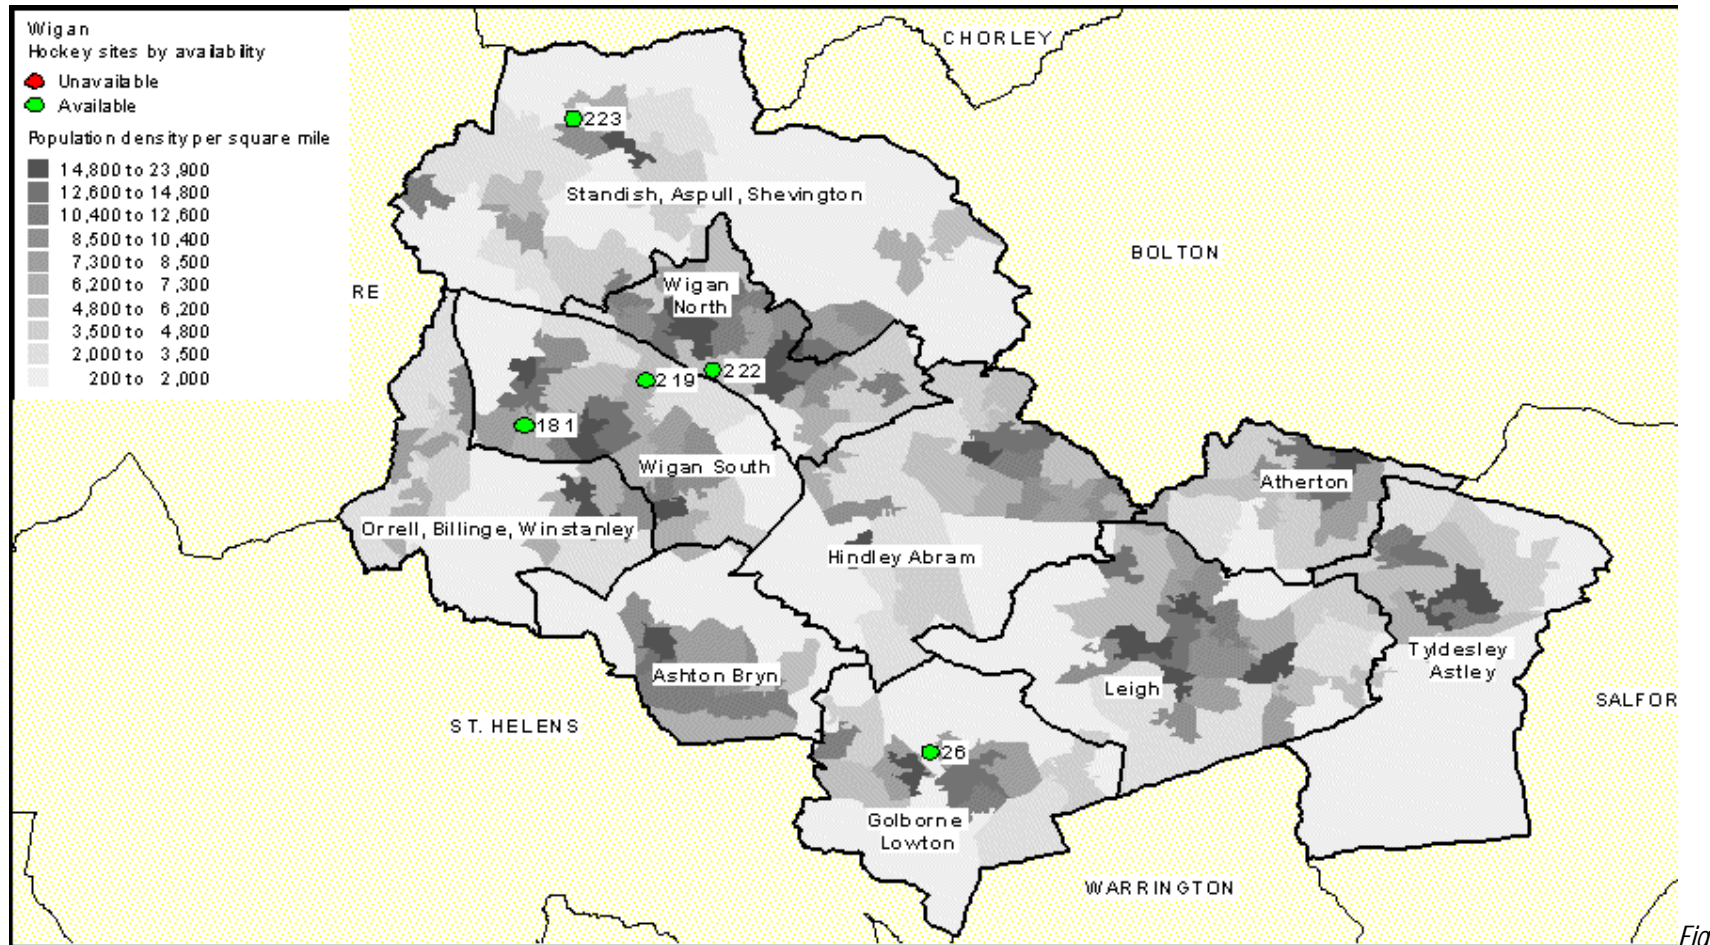 Wigan
Hockey sites by availability
Unavailable
Available
Population density per square mile
14,800 to 23,900
12,600 to 14,800
10,400 to 12,600
8,500 to 10,400
7,300 to 8,500
6,200 to 7,300
4,800 to 6,200
3,500 to 4,800
2,000 to 3,500
200 to 2,000
CHORLEY
223
Standish, Aspull, Shevington
BOLTON
RE
Wigan
North
219
222
181
Wigan South
Atherton
Orrell, Billinge, Winstanley
Hindley Abram
Tyldesley
Astley
Ashton Bryn
Leigh
SALFOR
ST. HELENS
26
Golborne
Lowton
WARRINGTON
Fig